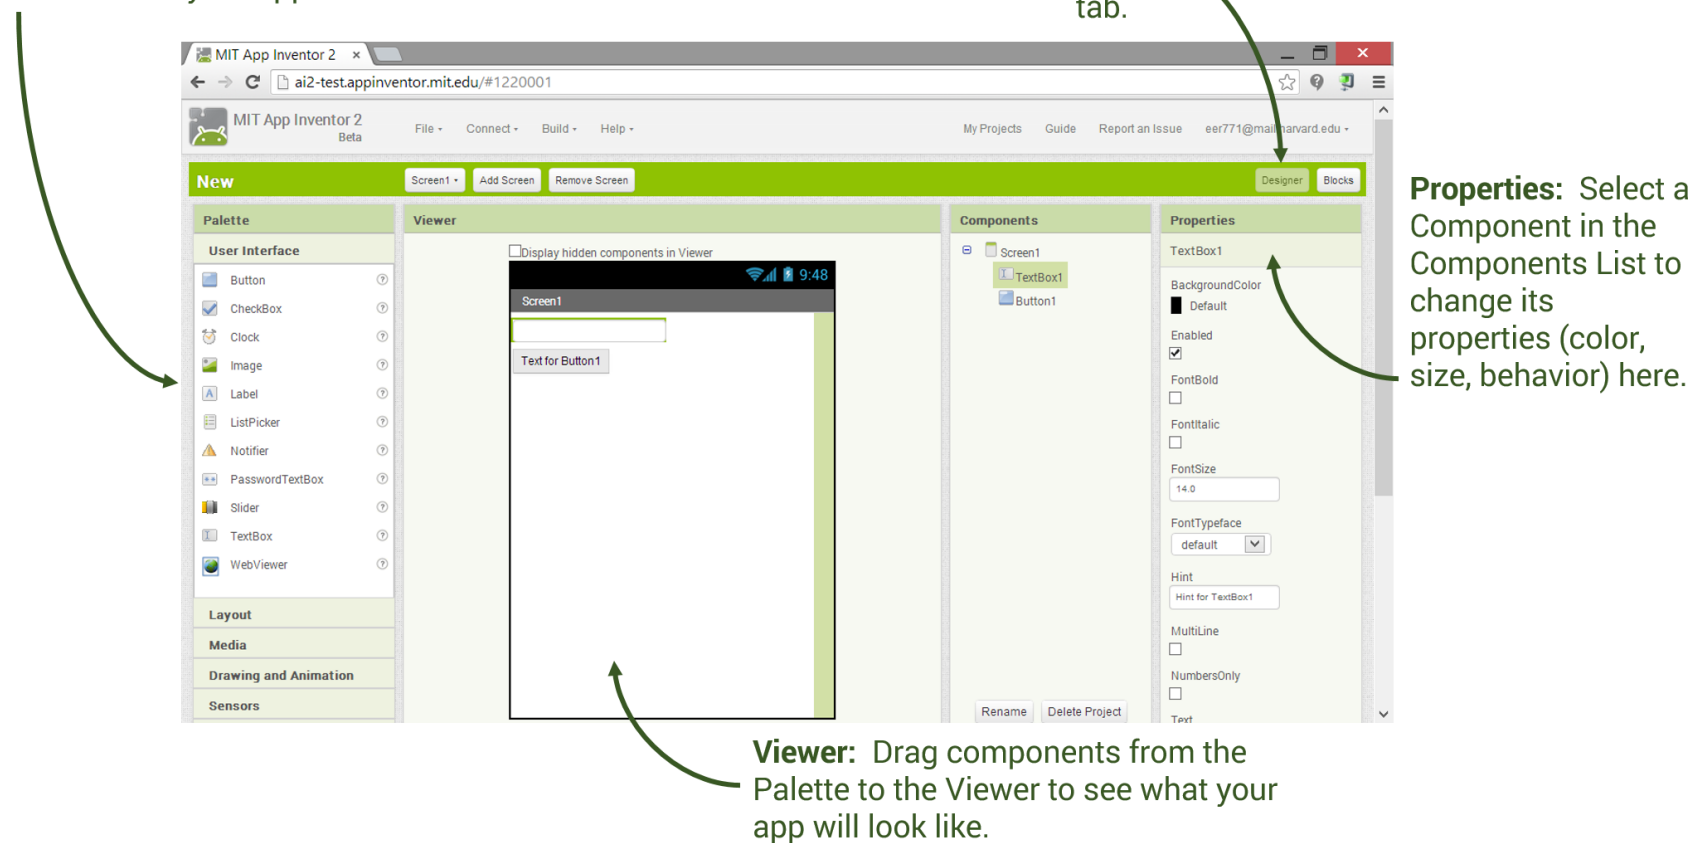 tab.
MIT App Inventor 2
ai2-test.appinventor.mit.edu/#1220001
MIT App Inventor 2
Beta
File
Connect
Build
Help
My Projects
Guide
Report an Issue
eer771@mail.harvard.edu
New
Screen1
Add Screen
Remove Screen
Designer
Blocks
Palette
User Interface
Button
CheckBox
Clock
Image
Label
ListPicker
Notifier
PasswordTextBox
Slider
TextBox
WebViewer
Layout
Media
Drawing and Animation
Sensors
Viewer
Display hidden components in Viewer
9:48
Screen1
Text for Button1
Components
Screen1
TextBox1
Button1
Rename
Delete Project
Properties
TextBox1
BackgroundColor
Default
Enabled
FontBold
FontItalic
FontSize
14.0
FontTypeface
default
Hint
Hint for TextBox1
MultiLine
NumbersOnly
Text
Properties: Select a
Component in the
Components List to
change its
properties (color,
size, behavior) here.
Viewer: Drag components from the
Palette to the Viewer to see what your
app will look like.